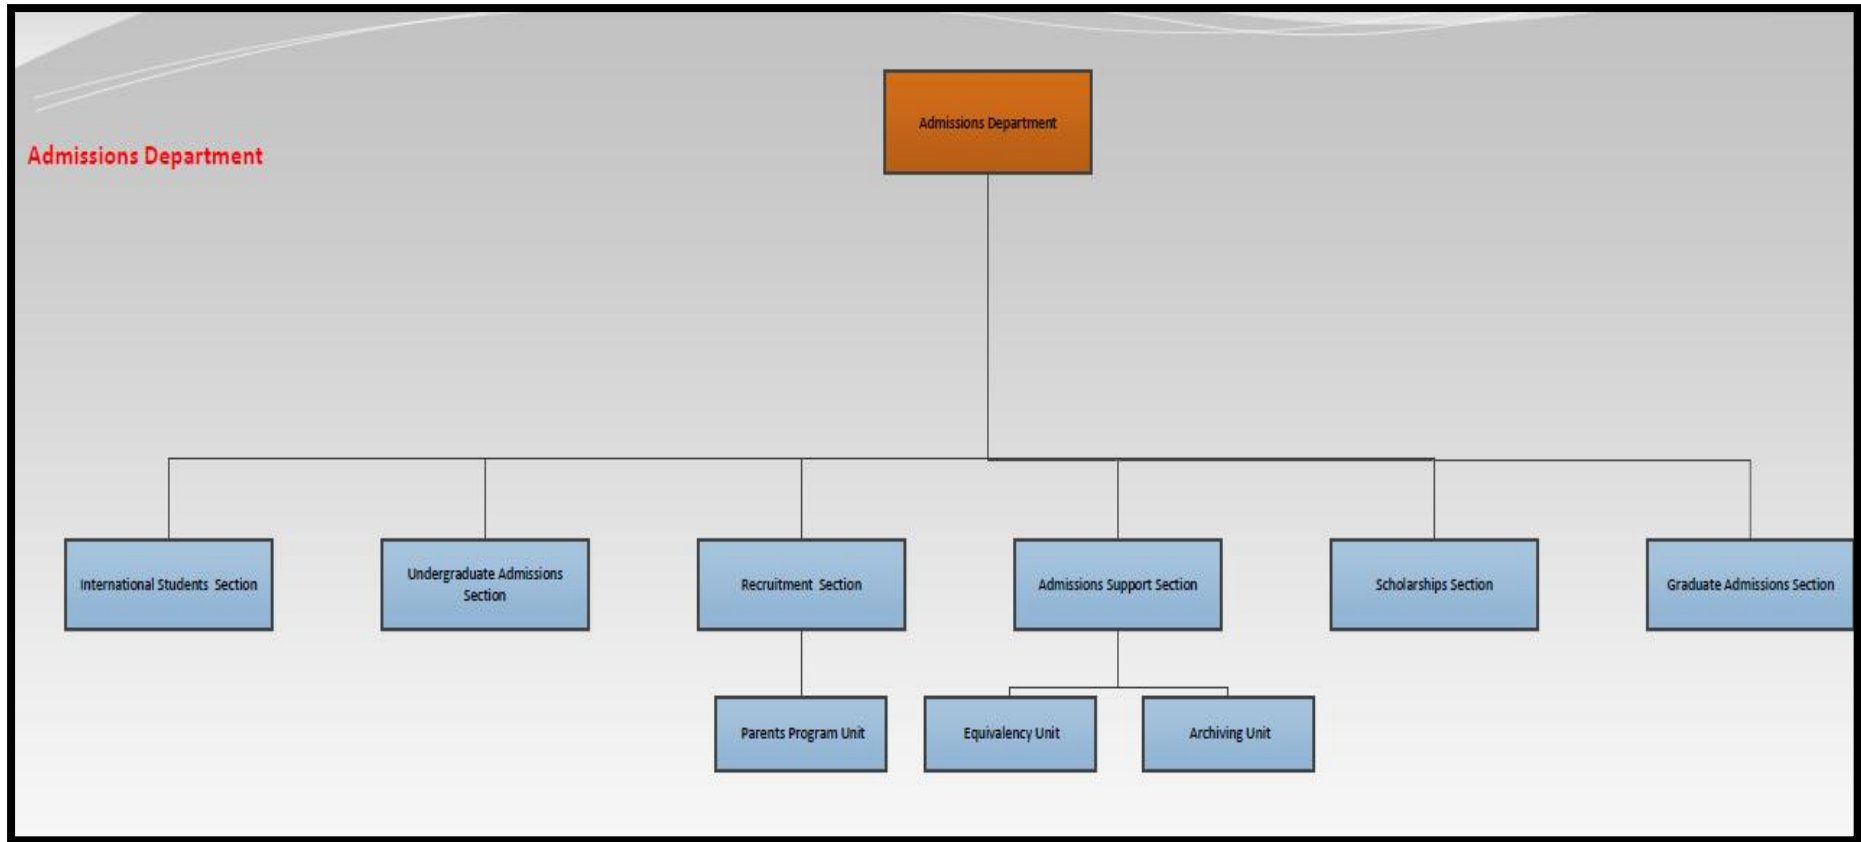 Admissions Department
Admissions Department
International Students Section
Undergraduate Admissions
Section
Recruitment Section
Admissions Support Section
Scholarships Section
Graduate Admissions Section
Parents Program Unit
Equivalency Unit
Archiving Unit